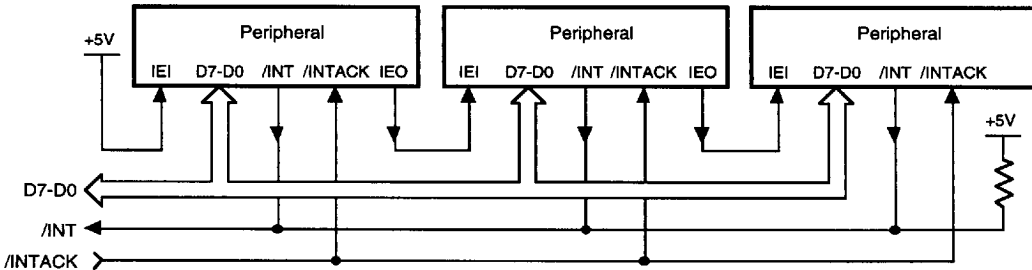 +5V
Peripheral
IEI D7-D0 /INT /INTACK IEO
Peripheral
IEI D7-D0 /INT /INTACK IEO
Peripheral
IEI D7-D0 /INT /INTACK
+5V
D7-D0
/INT
/INTACK